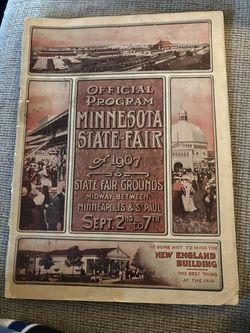 OFFICIAL
PROGRAM
MINNESOTA
STATE-FAIR
of 1907
STATE FAIR GROUNDS
MIDWAY BETWEEN
MINNEAPOLIS & ST PAUL
SEPT. 2ND TO 7TH
BE SURE NOT TO MISS THE
NEW ENGLAND
BUILDING
THE BEST THING
AT THE FAIR